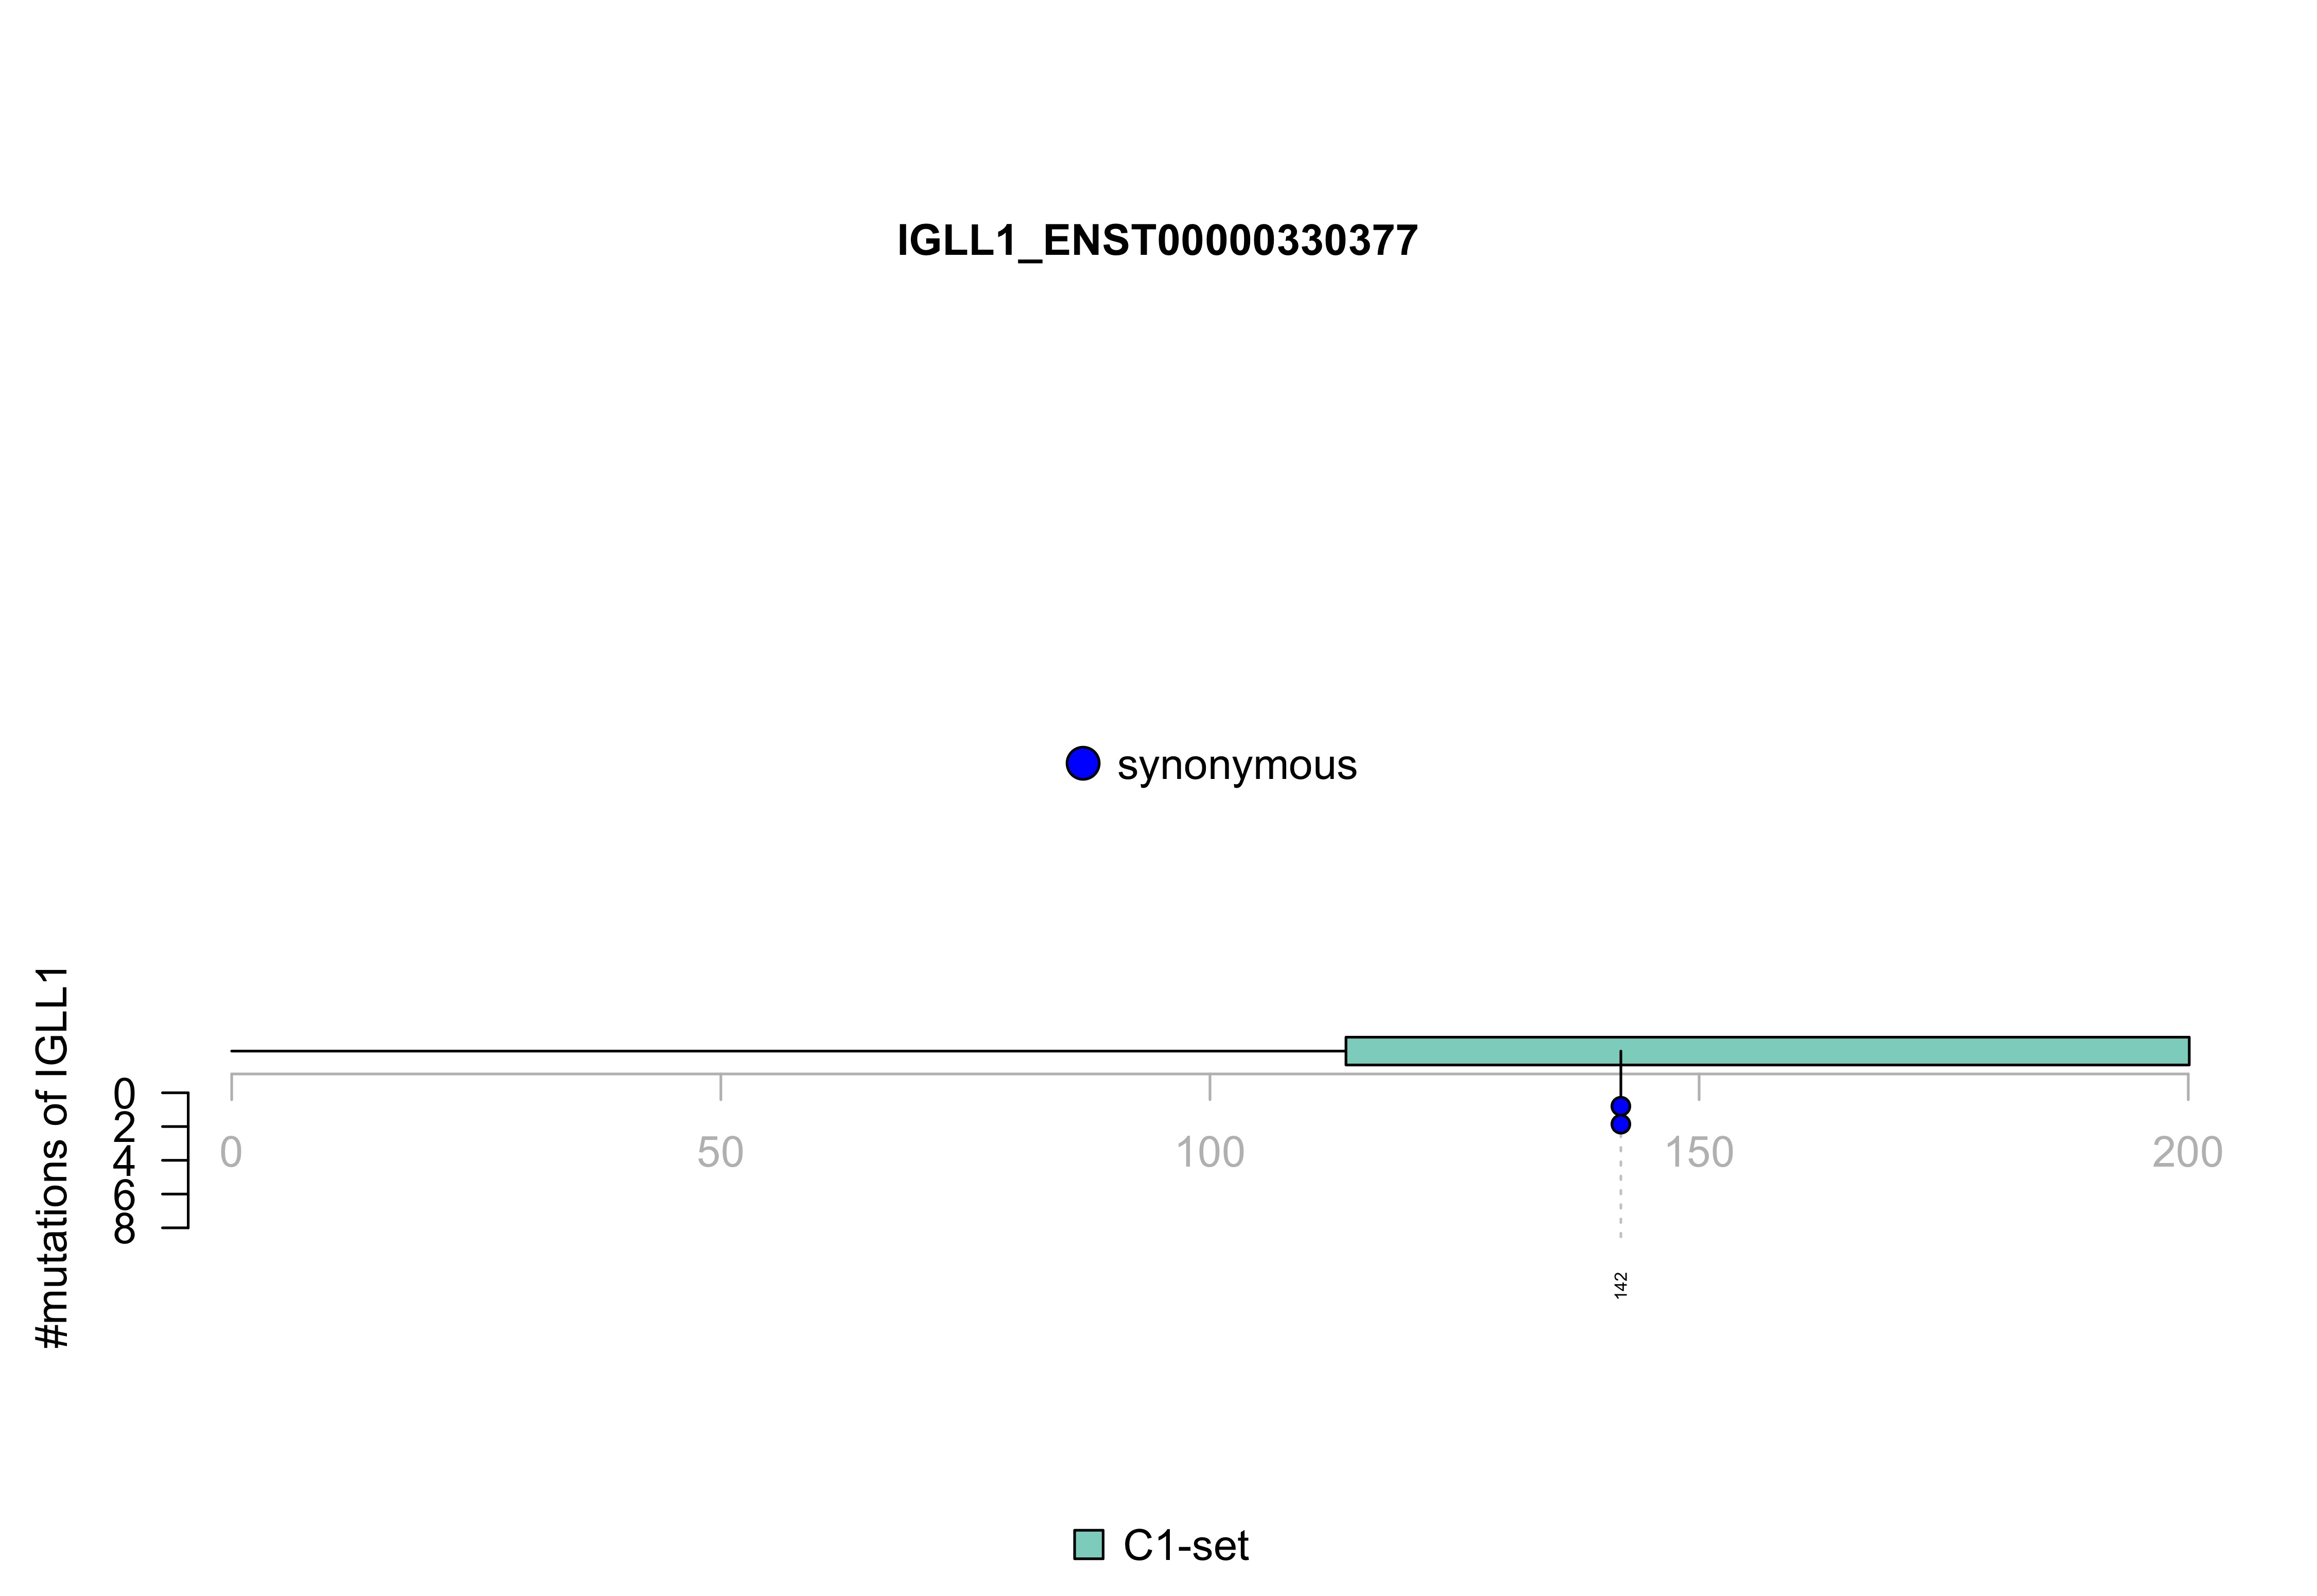 IGLL1_ENST00000330377
synonymous
#mutations of IGLL1
0
2
4
6
8
0 50 100 150 200
142
C1-set